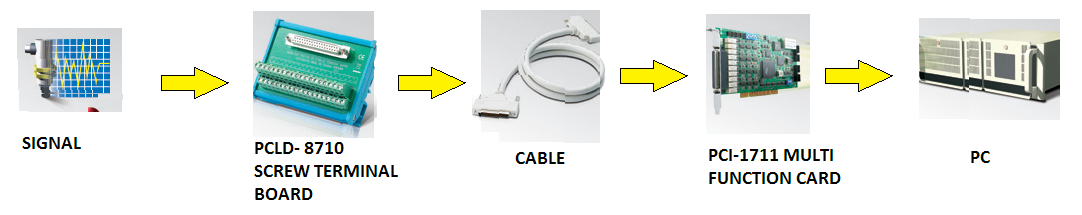 SIGNAL
PCLD- 8710
SCREW TERMINAL
BOARD
CABLE
PCI-1711 MULTI
FUNCTION CARD
PC